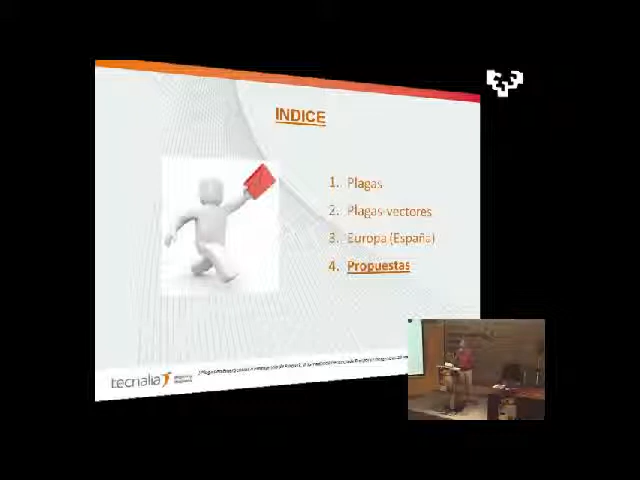 INDICE
1. Plagas
2. Plagas-vectores
3. Europa (España)
4. Propuestas
tecnalia